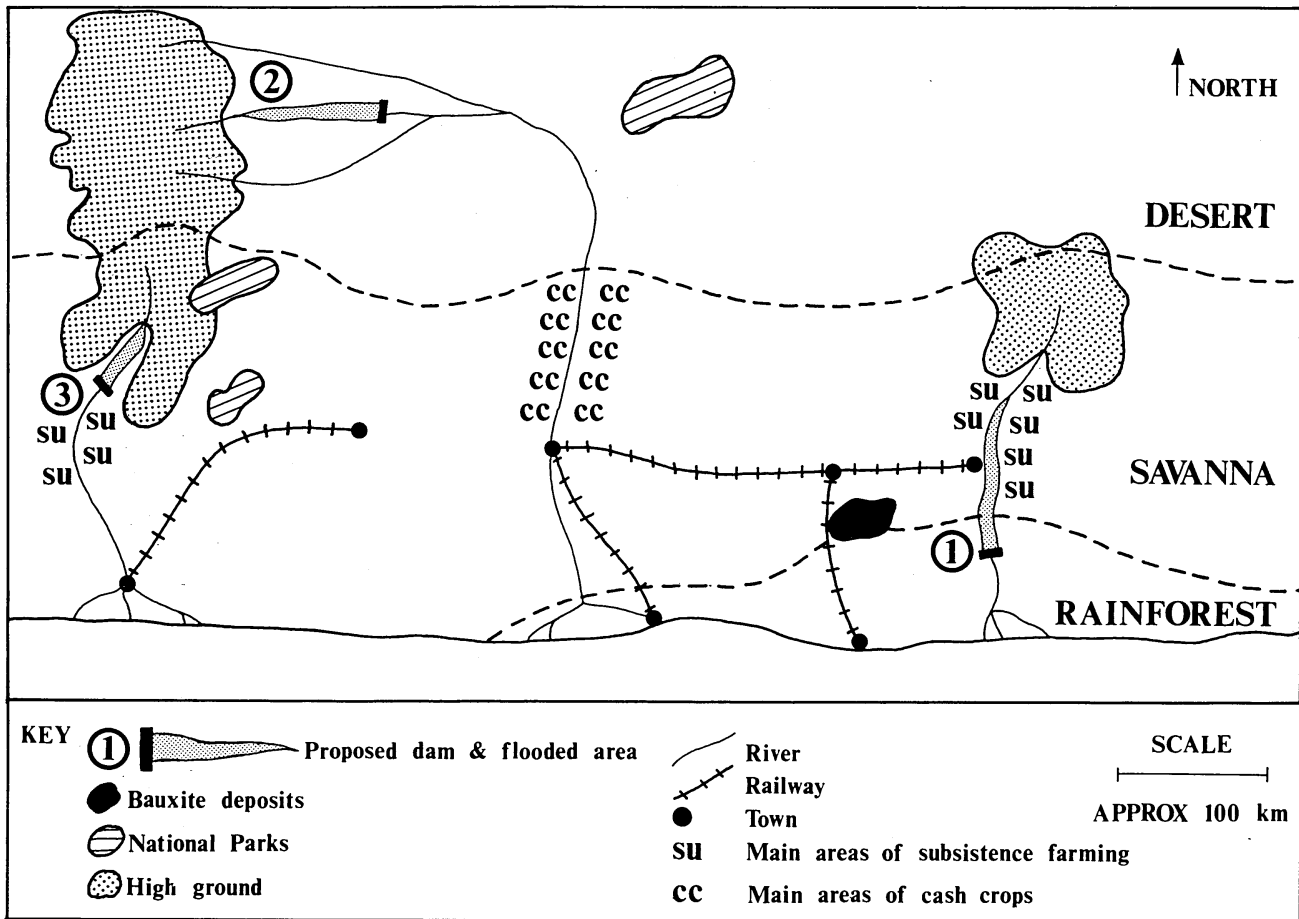 2
NORTH
DESERT
cc cc
cc cc
cc cc
cc cc
cc cc
3
su
su su
su
su su
su su
su
su
SAVANNA
1
RAINFOREST
KEY
1 Proposed dam & flooded area
Bauxite deposits
National Parks
High ground
River
Railway
Town
su Main areas of subsistence farming
cc Main areas of cash crops
SCALE
APPROX 100 km